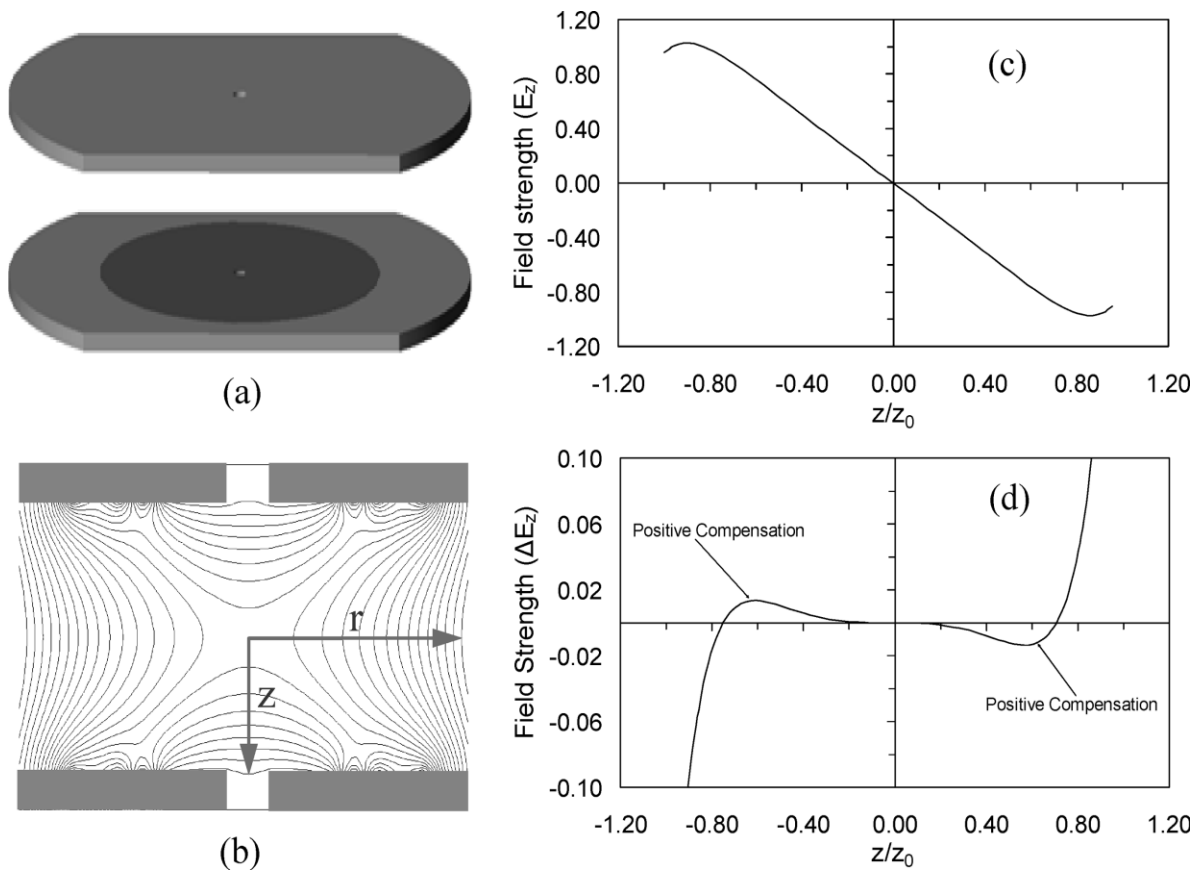 (a)
r
z
(b)
1.20
0.80
0.40
0.00
-0.40
-0.80
-1.20
Field strength (E₂)
(c)
-1.20 -0.80 -0.40 0.00 0.40 0.80 1.20
z/z₀
0.10
0.06
0.02
-0.02
-0.06
-0.10
Field Strength (ΔE₂)
(d)
Positive Compensation
Positive Compensation
-1.20 -0.80 -0.40 0.00 0.40 0.80 1.20
z/z₀